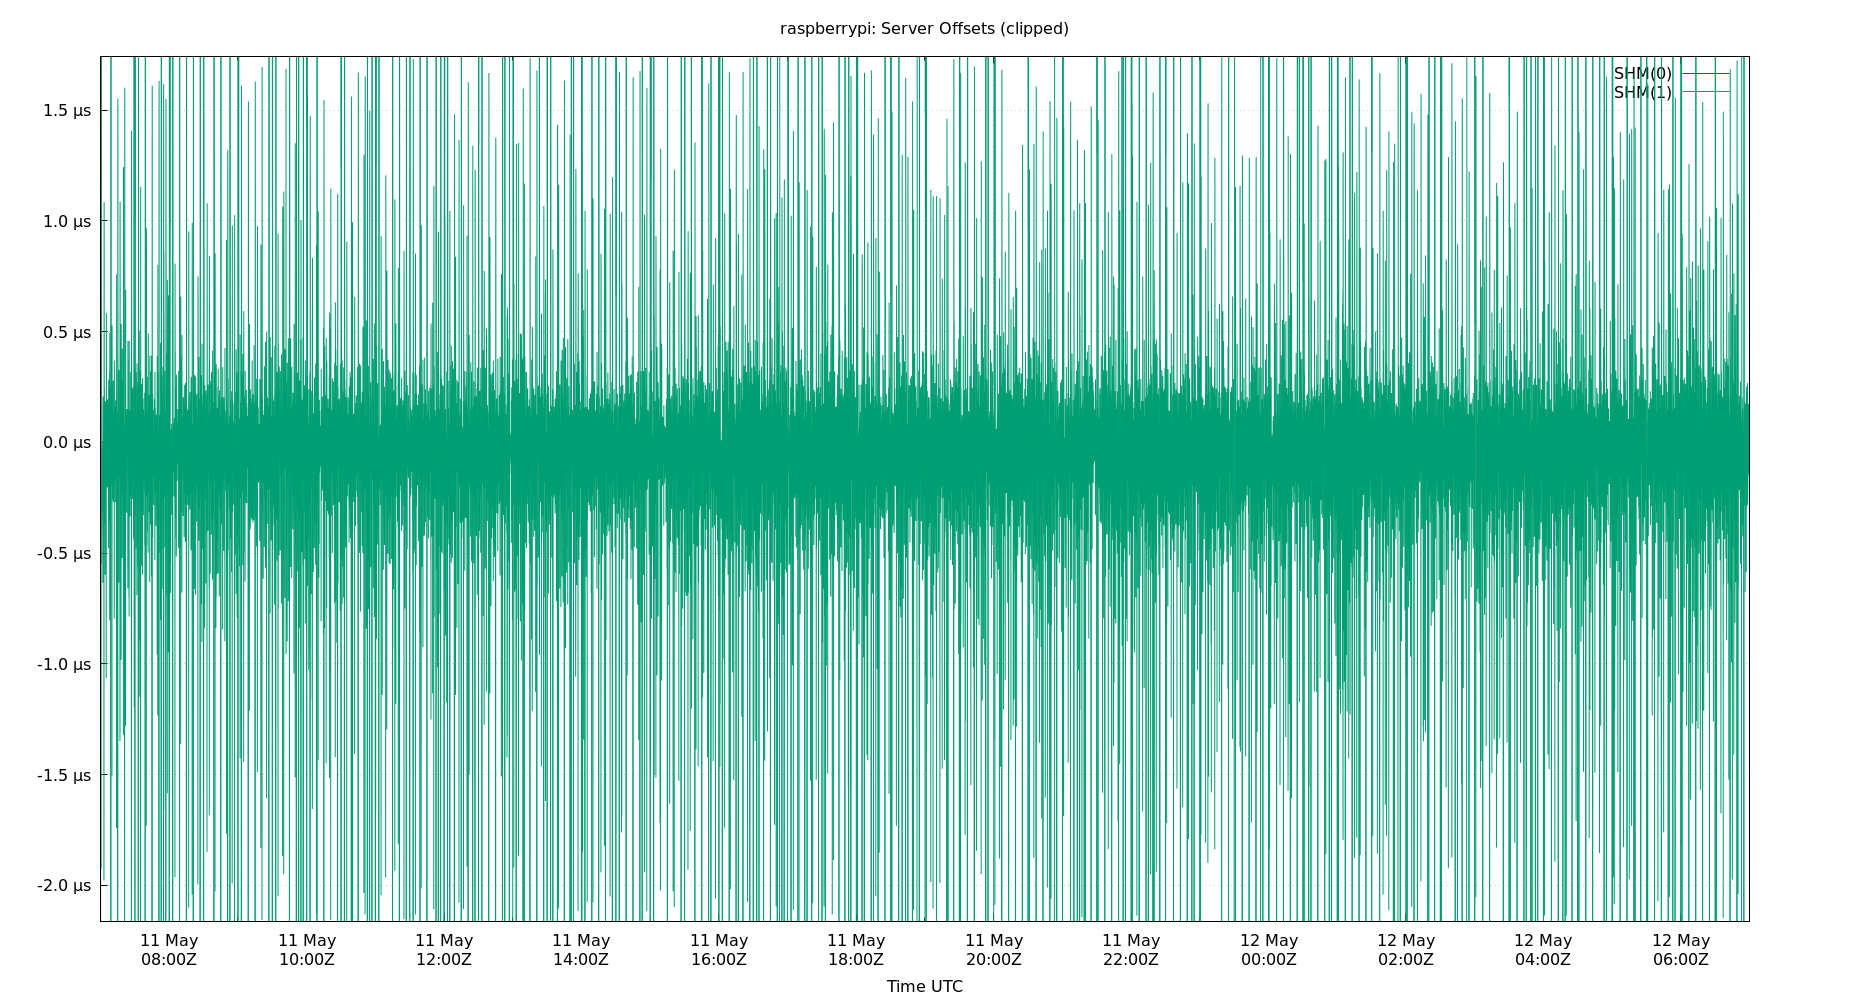 raspberrypi: Server Offsets (clipped)
SHM(0)
SHM(1)
1.5 µs
1.0 µs
0.5 µs
0.0 µs
-0.5 µs
-1.0 µs
-1.5 µs
-2.0 µs
11 May 11 May 11 May 11 May 11 May 11 May 11 May 11 May 12 May 12 May 12 May 12 May
08:00Z 10:00Z 12:00Z 14:00Z 16:00Z 18:00Z 20:00Z 22:00Z 00:00Z 02:00Z 04:00Z 06:00Z
Time UTC